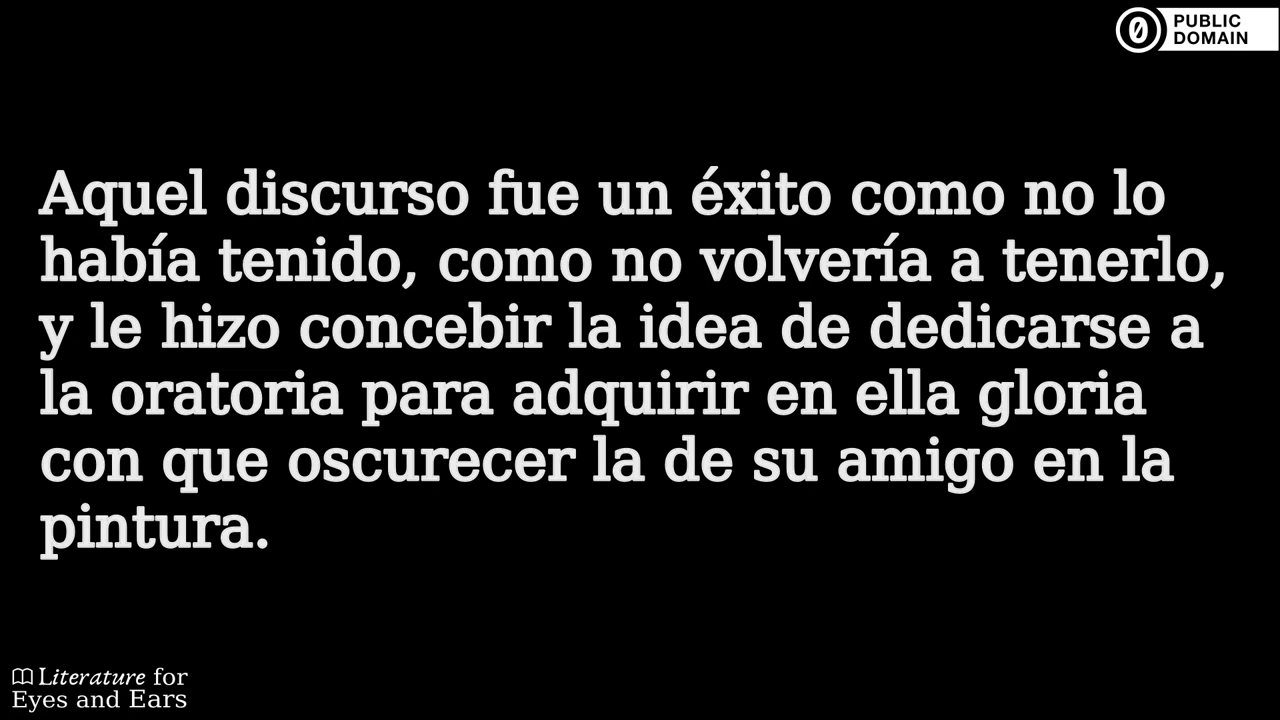 PUBLIC
DOMAIN
Aquel discurso fue un éxito como no lo
había tenido, como no volvería a tenerlo,
y le hizo concebir la idea de dedicarse a
la oratoria para adquirir en ella gloria
con que oscurecer la de su amigo en la
pintura.
Literature for
Eyes and Ears